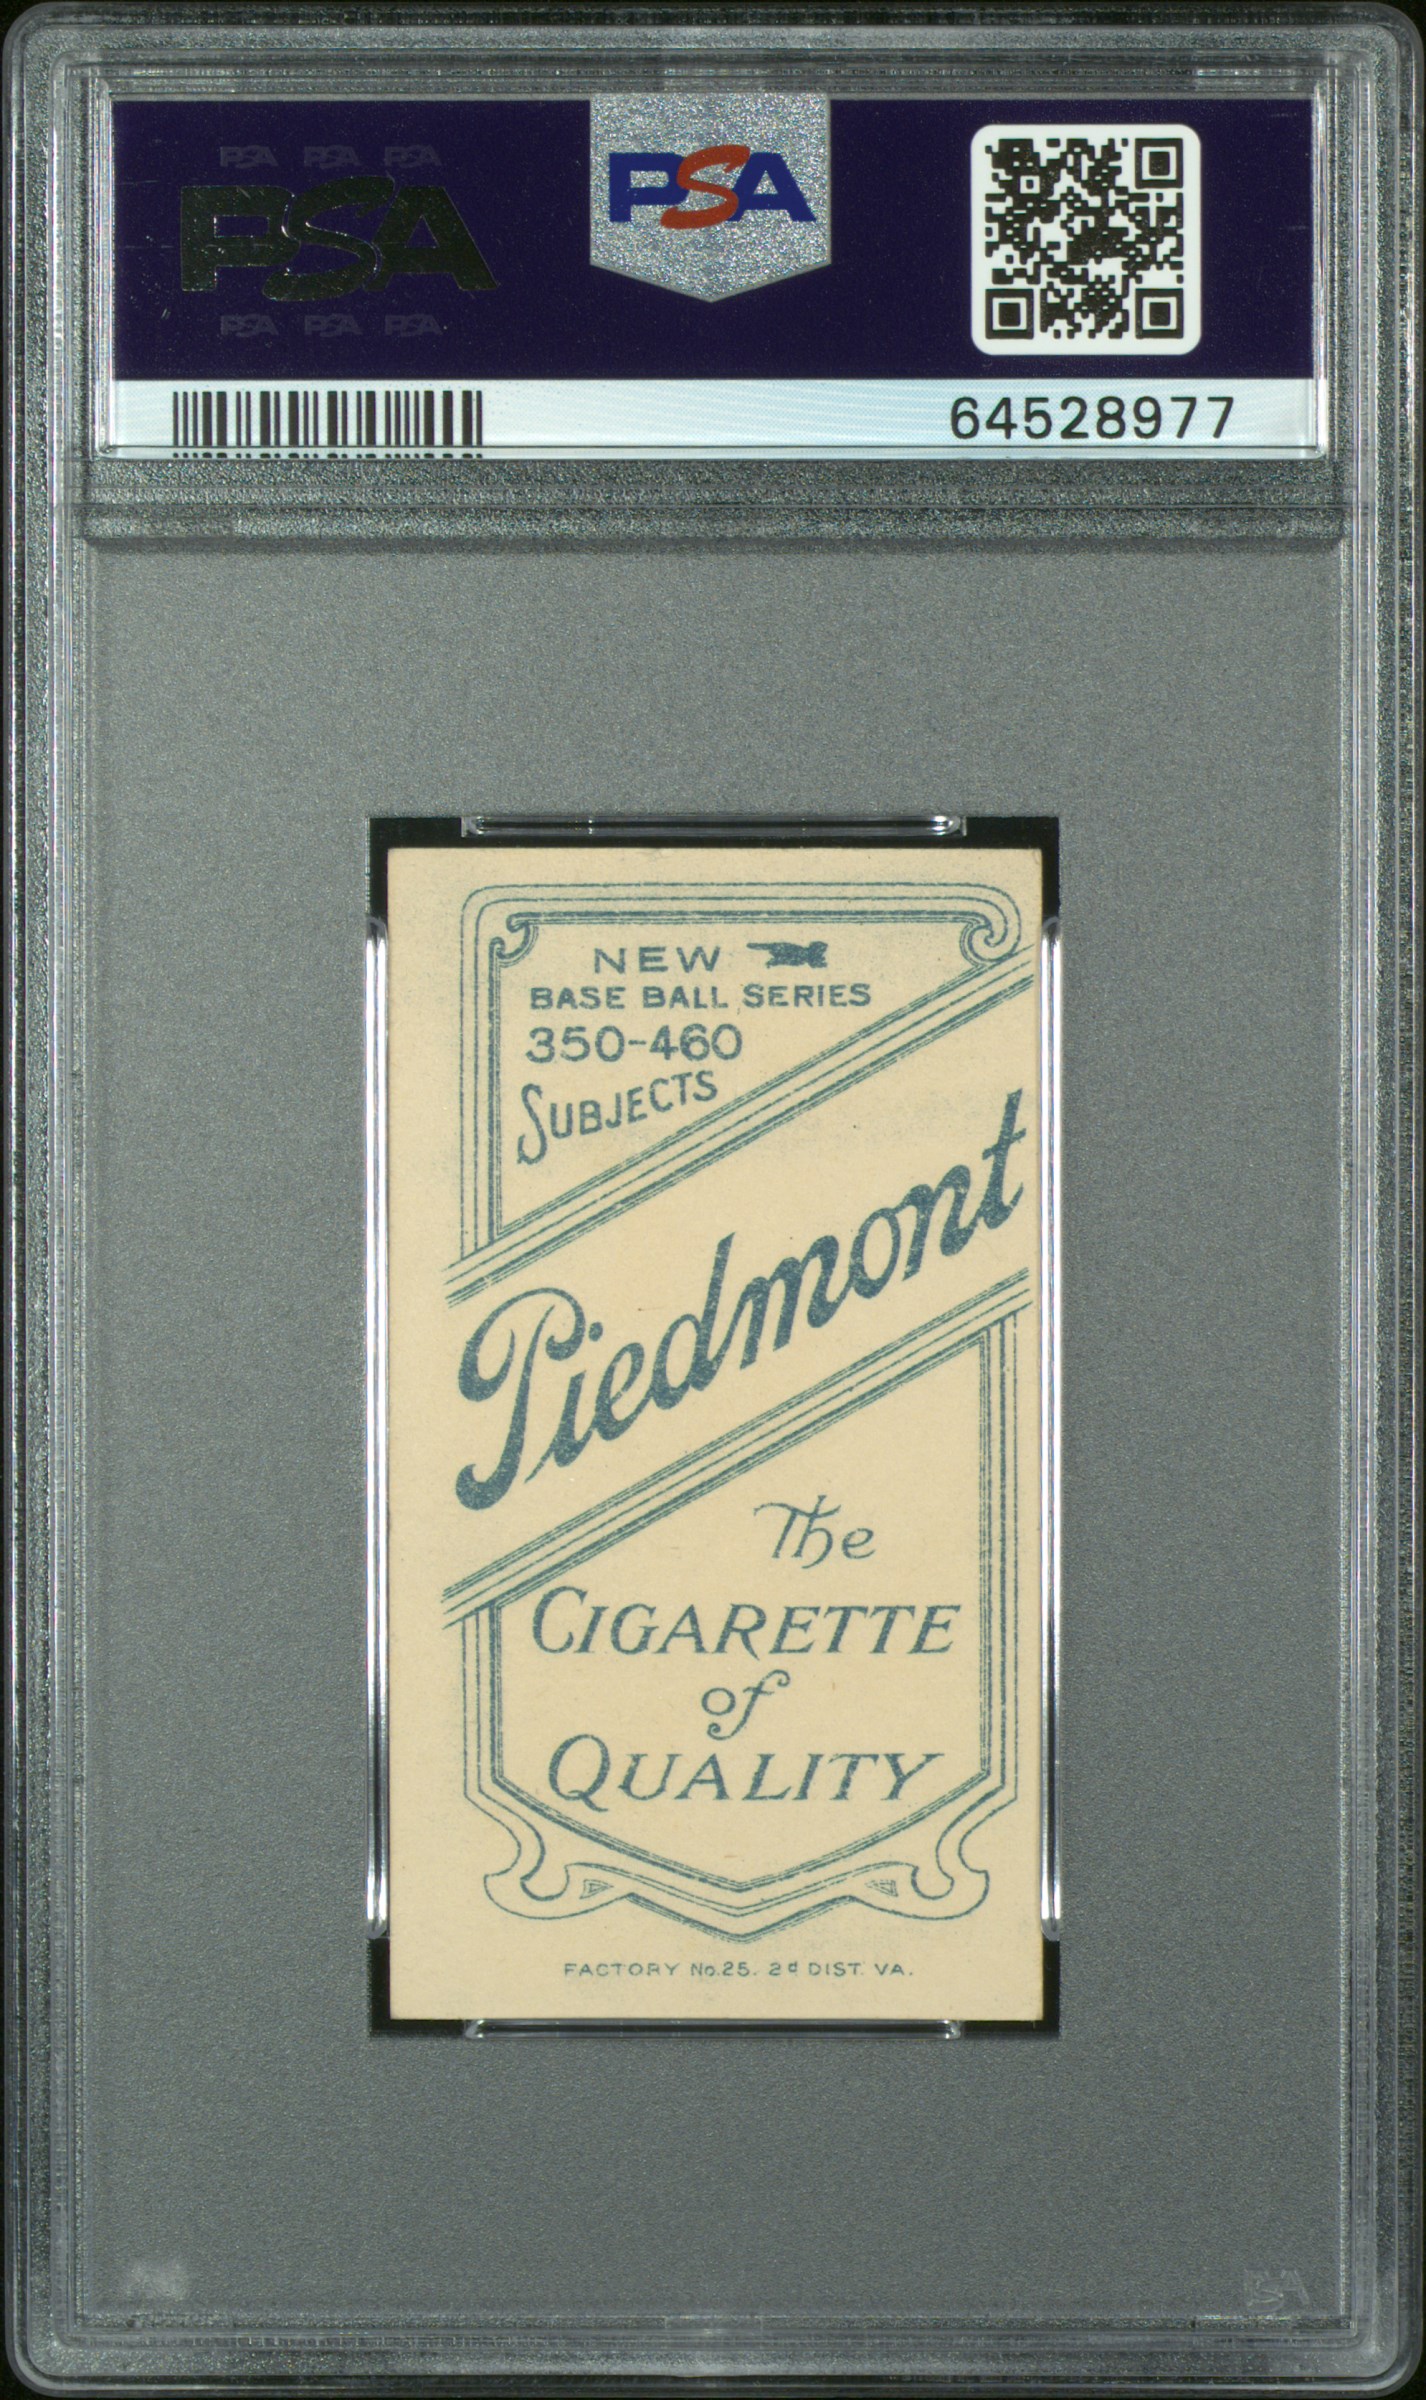 PSA PSA PSA
PSA
PSA PSA PSA
PSA
64528977
NEW
BASE BALL SERIES
350-460
SUBJECTS
Piedmont
The
CIGARETTE
of
QUALITY
FACTORY No.25. 2d DIST. VA.
PSA